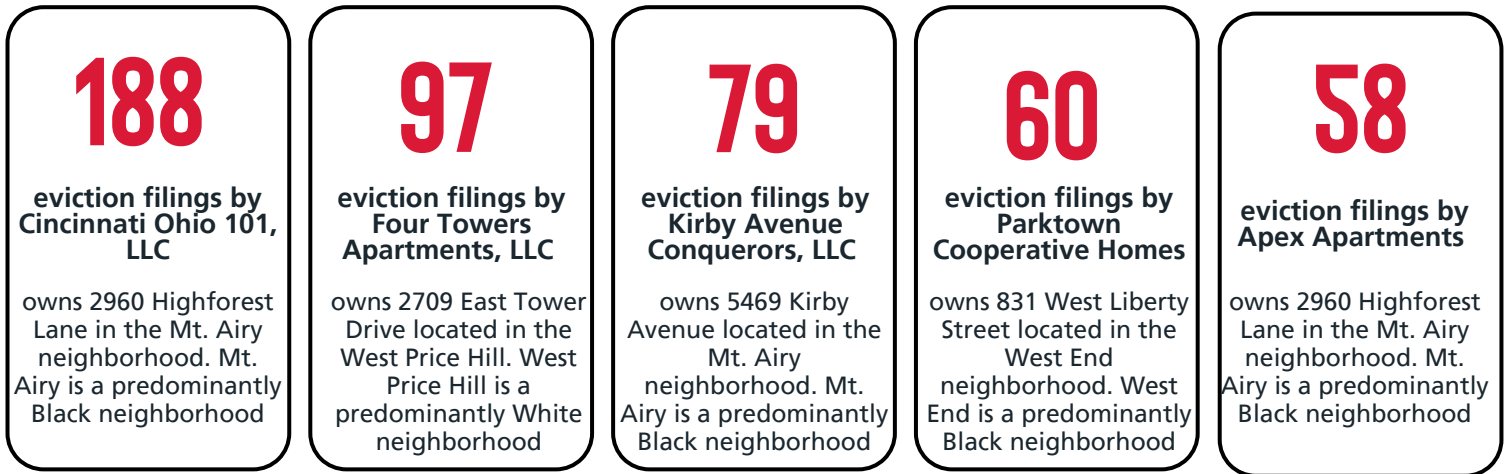 188
eviction filings by
Cincinnati Ohio 101,
LLC
owns 2960 Highforest
Lane in the Mt. Airy
neighborhood. Mt.
Airy is a predominantly
Black neighborhood
97
eviction filings by
Four Towers
Apartments, LLC
owns 2709 East Tower
Drive located in the
West Price Hill. West
Price Hill is a
predominantly White
neighborhood
79
eviction filings by
Kirby Avenue
Conquerors, LLC
owns 5469 Kirby
Avenue located in the
Mt. Airy
neighborhood. Mt.
Airy is a predominantly
Black neighborhood
60
eviction filings by
Parktown
Cooperative Homes
owns 831 West Liberty
Street located in the
West End
neighborhood. West
End is a predominantly
Black neighborhood
58
eviction filings by
Apex Apartments
owns 2960 Highforest
Lane in the Mt. Airy
neighborhood. Mt.
Airy is a predominantly
Black neighborhood